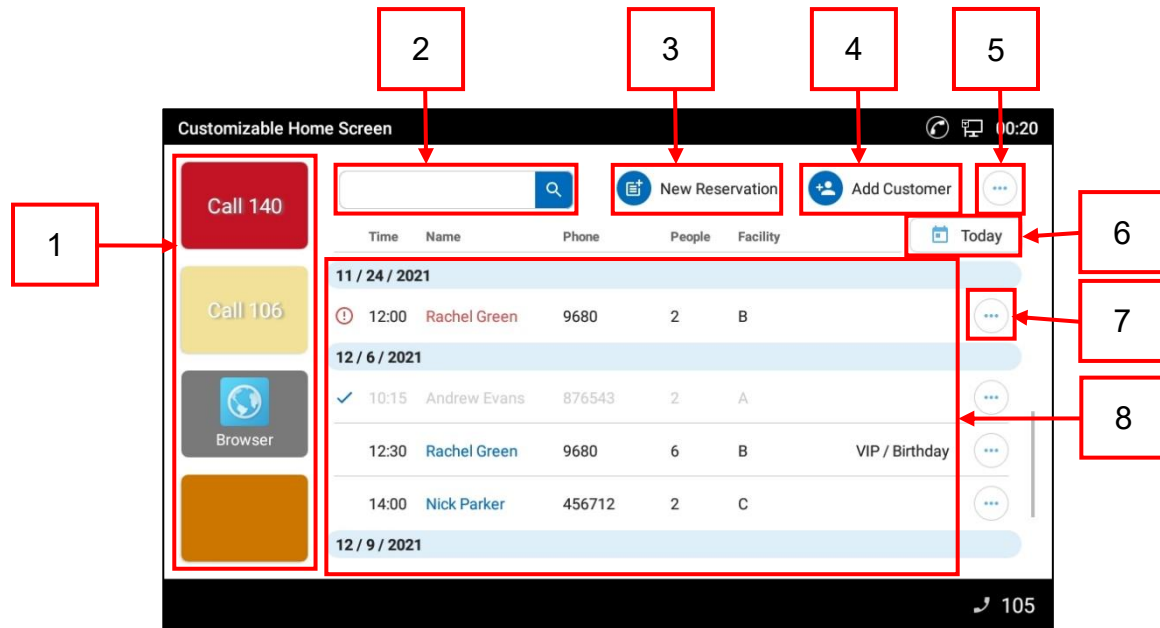 2 3 4 5
Customizable Home Screen 00:20
Call 140
New Reservation Add Customer
1
Time Name Phone People Facility Today
6
11 / 24 / 2021
Call 106
12:00 Rachel Green 9680 2 B
7
12 / 6 / 2021
10:15 Andrew Evans 876543 2 A
8
Browser
12:30 Rachel Green 9680 6 B VIP / Birthday
14:00 Nick Parker 456712 2 C
12 / 9 / 2021
105